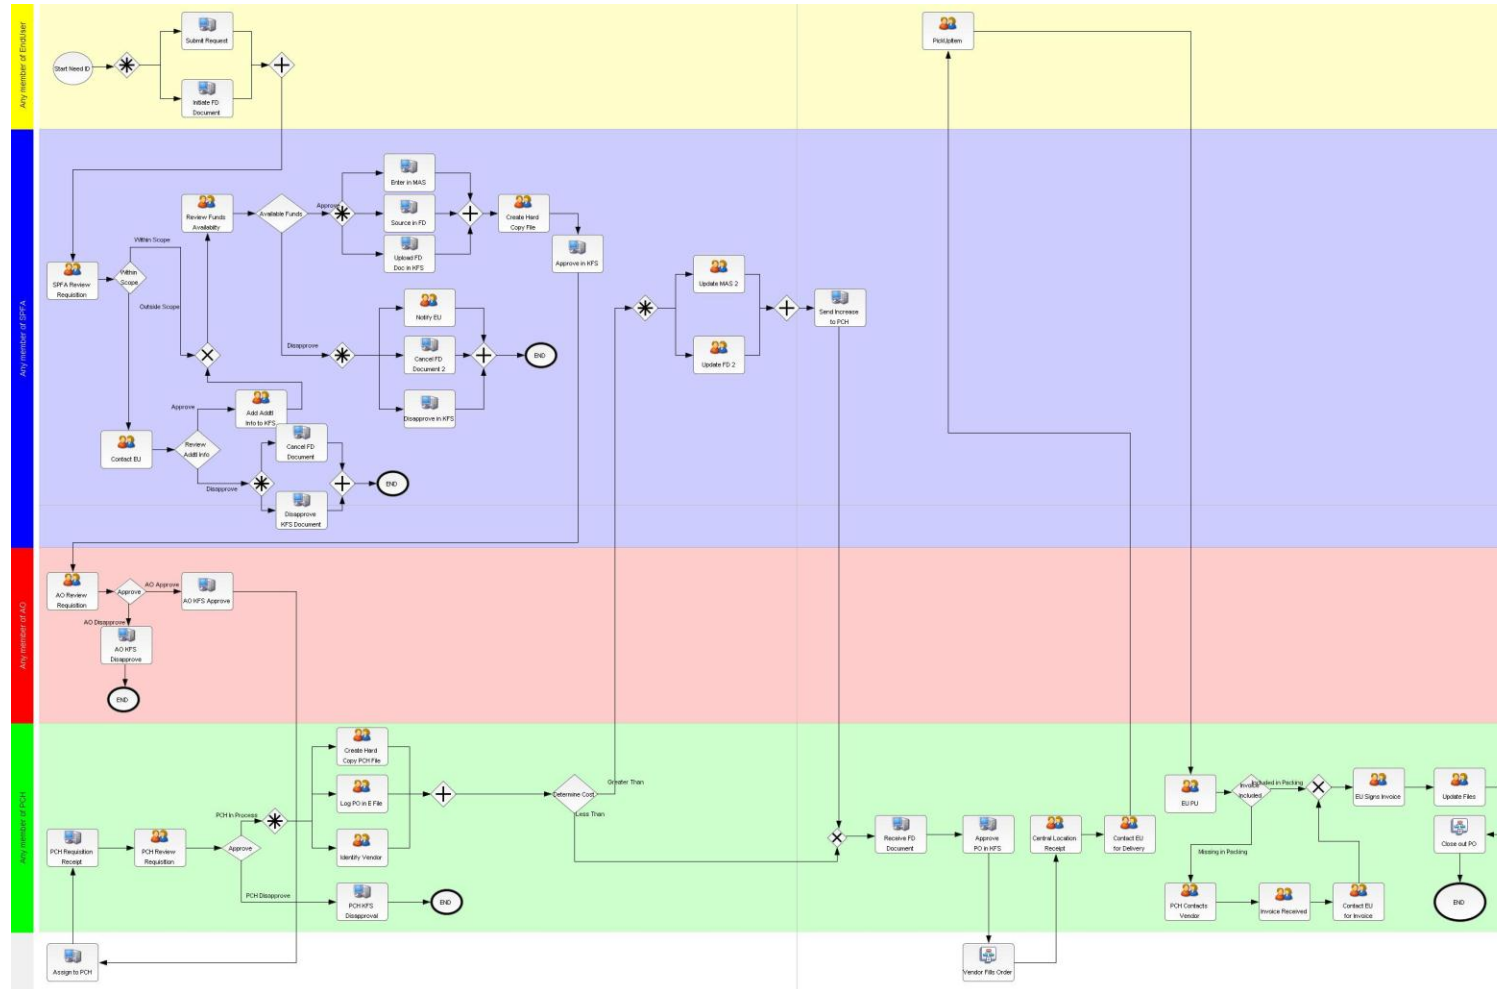 Any member of EndUser
Start Need ID
Submit Request
Initiate FD
Document
PickUpItem
Any member of SPFA
SPFA Review
Requisition
Within
Scope
Within Scope
Outside Scope
Review Funds
Availability
Available Funds
Approve
Enter in MAS
Source in FD
Upload FD
Doc in KFS
Create Hard
Copy File
Approve in KFS
Disapprove
Notify EU
Cancel FD
Document 2
Disapprove in KFS
END
Contact EU
Review
Addtl Info
Approve
Add Addtl
Info to KFS
Disapprove
Cancel FD
Document
Disapprove
KFS Document
END
Update MAS 2
Update FD 2
Send Increase
to PCH
Any member of AO
AO Review
Requisition
Approve
AO Approve
AO KFS Approve
AO Disapprove
AO KFS
Disapprove
END
Any member of PCH
PCH Requisition
Receipt
PCH Review
Requisition
Approve
PCH in Process
PCH Disapprove
Create Hard
Copy PCH File
Log PO in E File
Identify Vendor
PCH KFS
Disapproval
END
Determine Cost
Greater Than
Less Than
Receive FD
Document
Approve
PO in KFS
Central Location
Receipt
Contact EU
for Delivery
EU PU
Invoice
Included
Included in Packing
Missing in Packing
PCH Contacts
Vendor
Invoice Received
Contact EU
for Invoice
EU Signs Invoice
Update Files
Close out PO
END
Assign to PCH
Vendor Fills Order